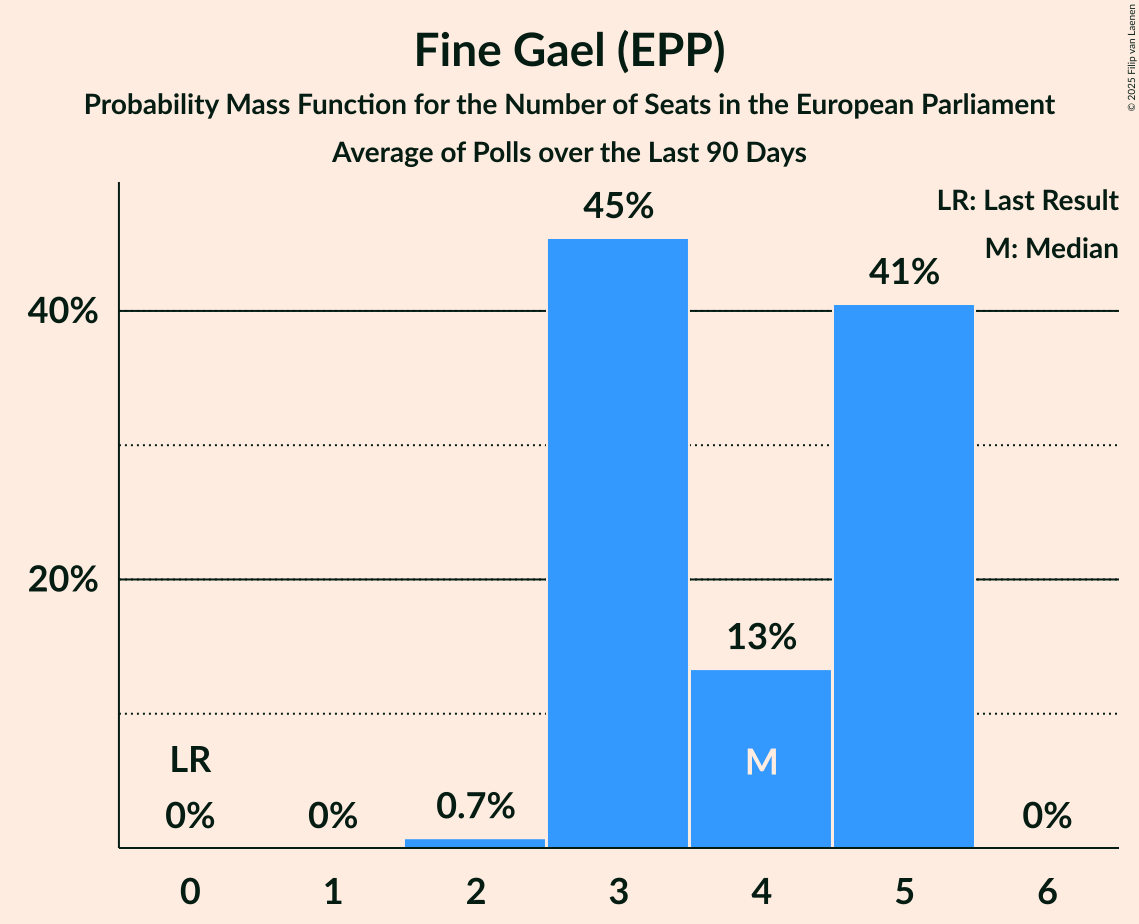 Fine Gael (EPP)
Probability Mass Function for the Number of Seats in the European Parliament
Average of Polls over the Last 90 Days
© 2025 Filip van Laenen
LR: Last Result
M: Median
45%
41%
40%
20%
13%
LR
M
0%
0%
0.7%
0%
0
1
2
3
4
5
6